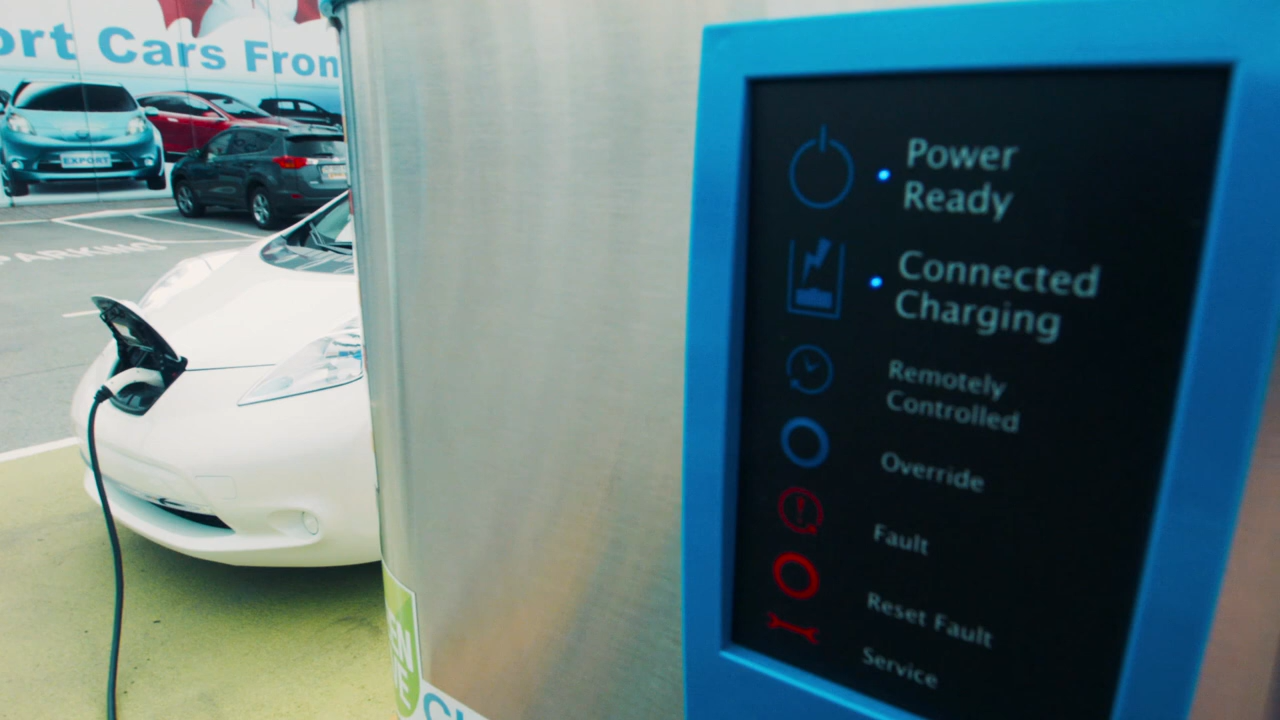 ort Cars From
EXPORT
PARKING
Power
Ready
Connected
Charging
Remotely
Controlled
Override
Fault
Reset Fault
Service